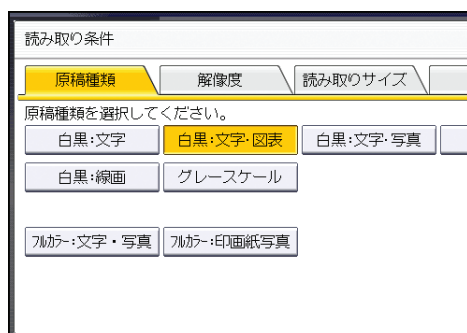 読み取り条件
原稿種類 解像度 読み取りサイズ
原稿種類を選択してください。
白黒:文字 白黒:文字・図表 白黒:文字・写真
白黒:線画 グレースケール
ﾌﾙｶﾗｰ:文字・写真 ﾌﾙｶﾗｰ:印画紙写真